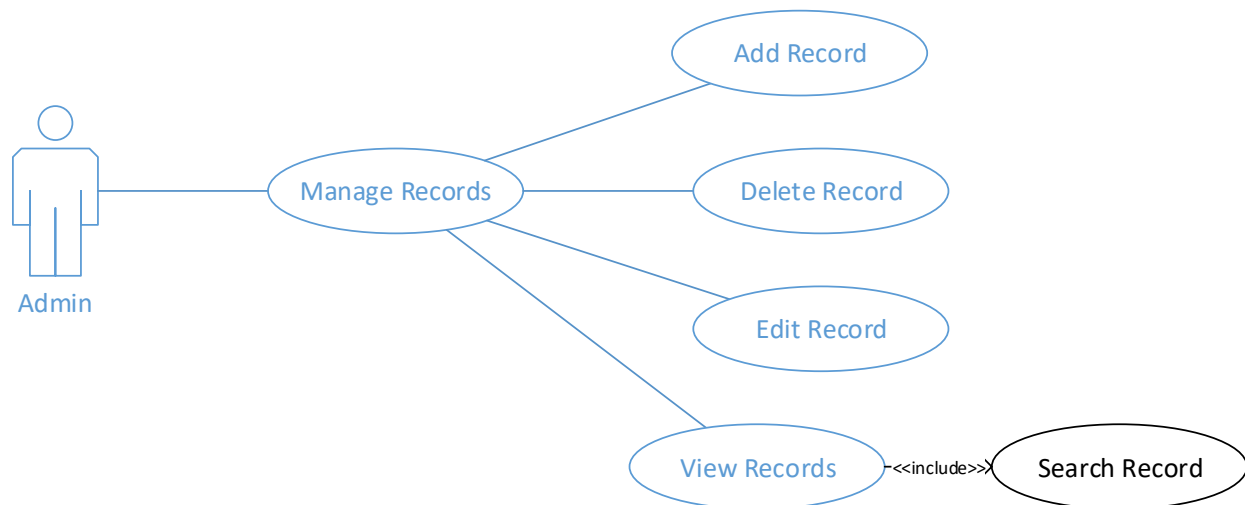 Add Record
Manage Records
Delete Record
Admin
Edit Record
View Records
<<include>>
Search Record